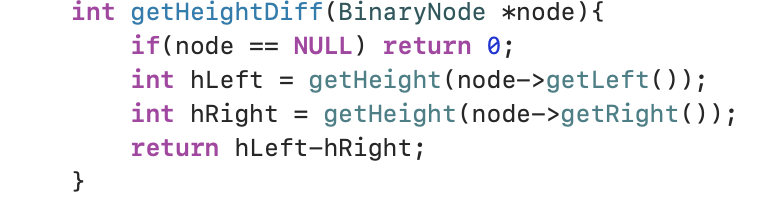 int getHeightDiff(BinaryNode *node){
if(node == NULL) return 0;
int hLeft = getHeight(node->getLeft());
int hRight = getHeight(node->getRight());
return hLeft-hRight;
}